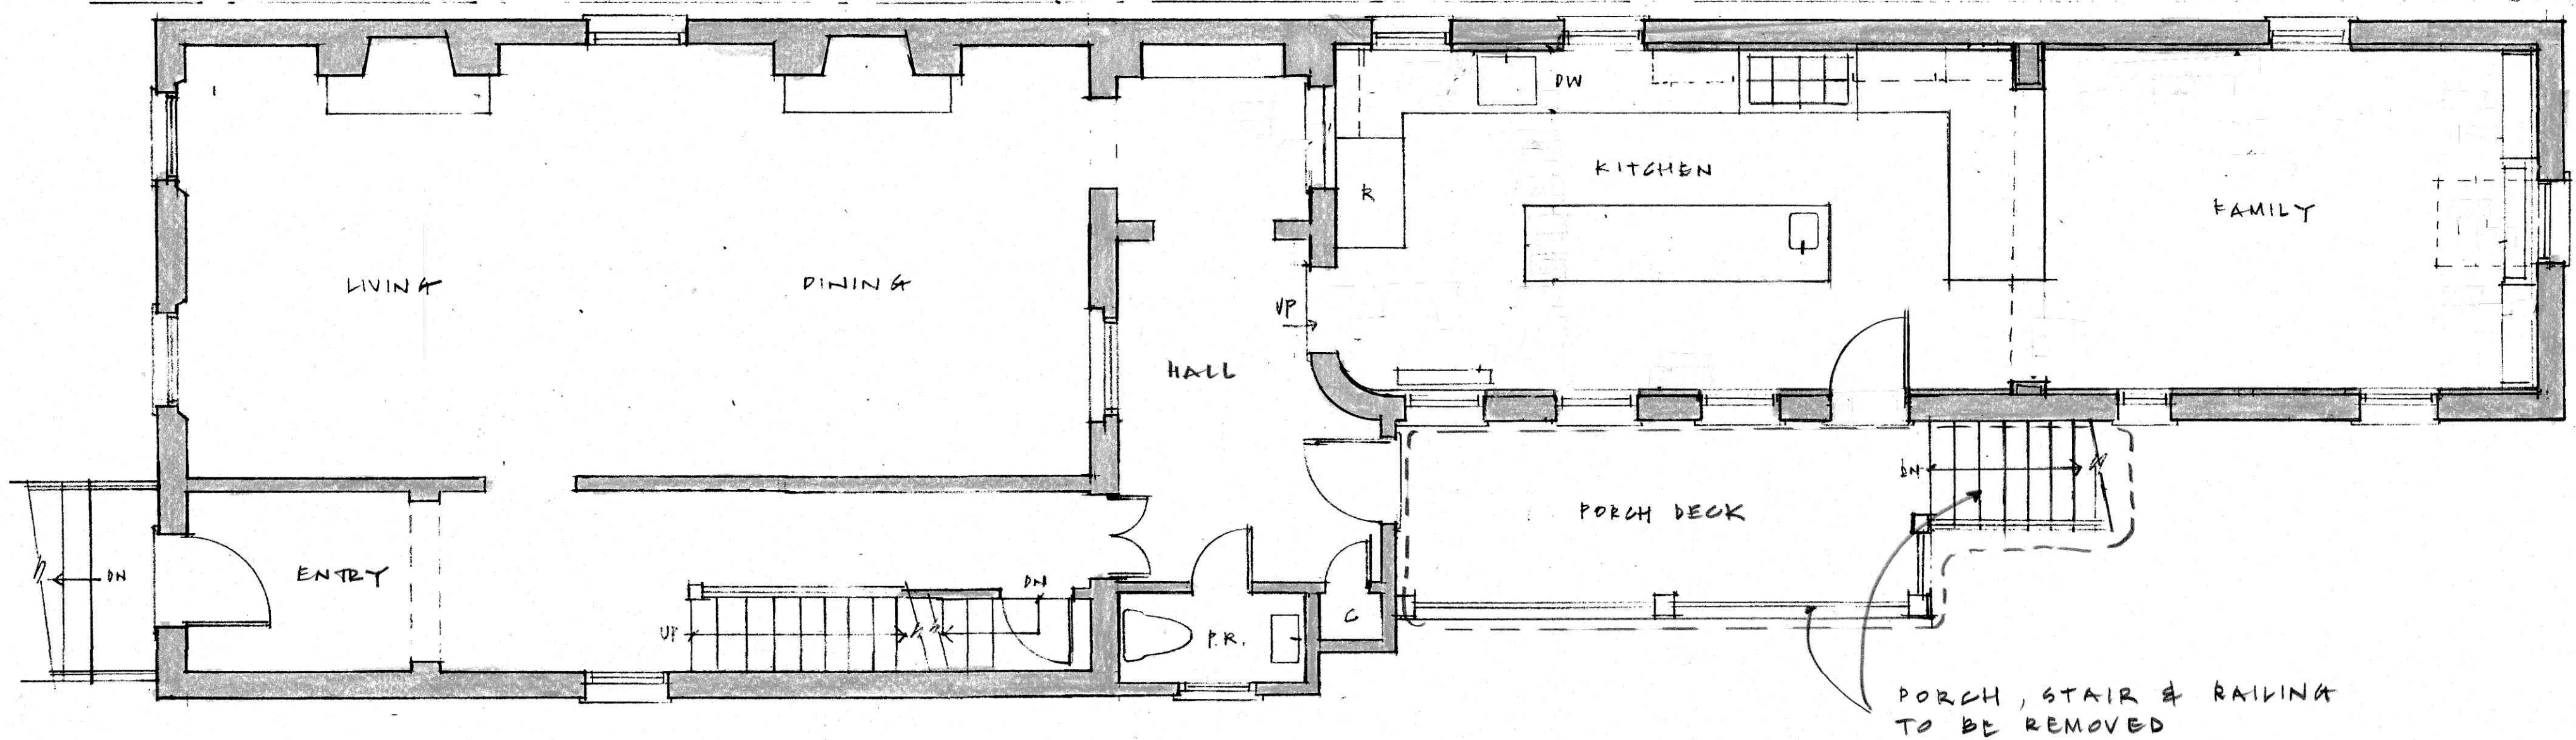 DW
KITCHEN
R
FAMILY
LIVING
DINING
UP
HALL
DN
PORCH DECK
ENTRY
DN
DN
UP
P.R.
C
PORCH, STAIR & RAILING
TO BE REMOVED